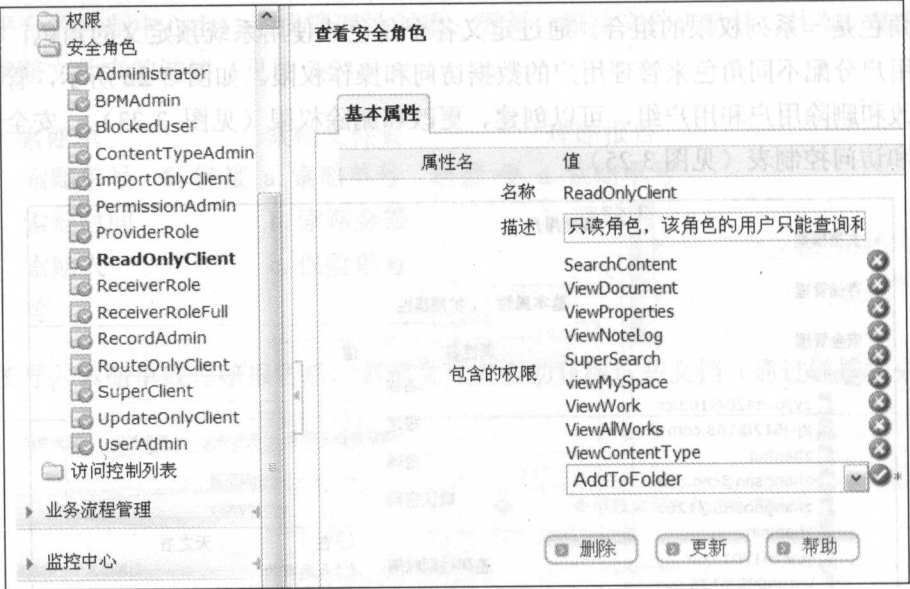 权限
安全角色
Administrator
BPMAdmin
BlockedUser
ContentTypeAdmin
ImportOnlyClient
PermissionAdmin
ProviderRole
ReadOnlyClient
ReceiverRole
ReceiverRoleFull
RecordAdmin
RouteOnlyClient
SuperClient
UpdateOnlyClient
UserAdmin
访问控制列表
业务流程管理
监控中心
查看安全角色
基本属性
属性名 值
名称 ReadOnlyClient
描述 只读角色，该角色的用户只能查询和
包含的权限
SearchContent
ViewDocument
ViewProperties
ViewNoteLog
SuperSearch
viewMySpace
ViewWork
ViewAllWorks
ViewContentType
AddToFolder *
删除 更新 帮助